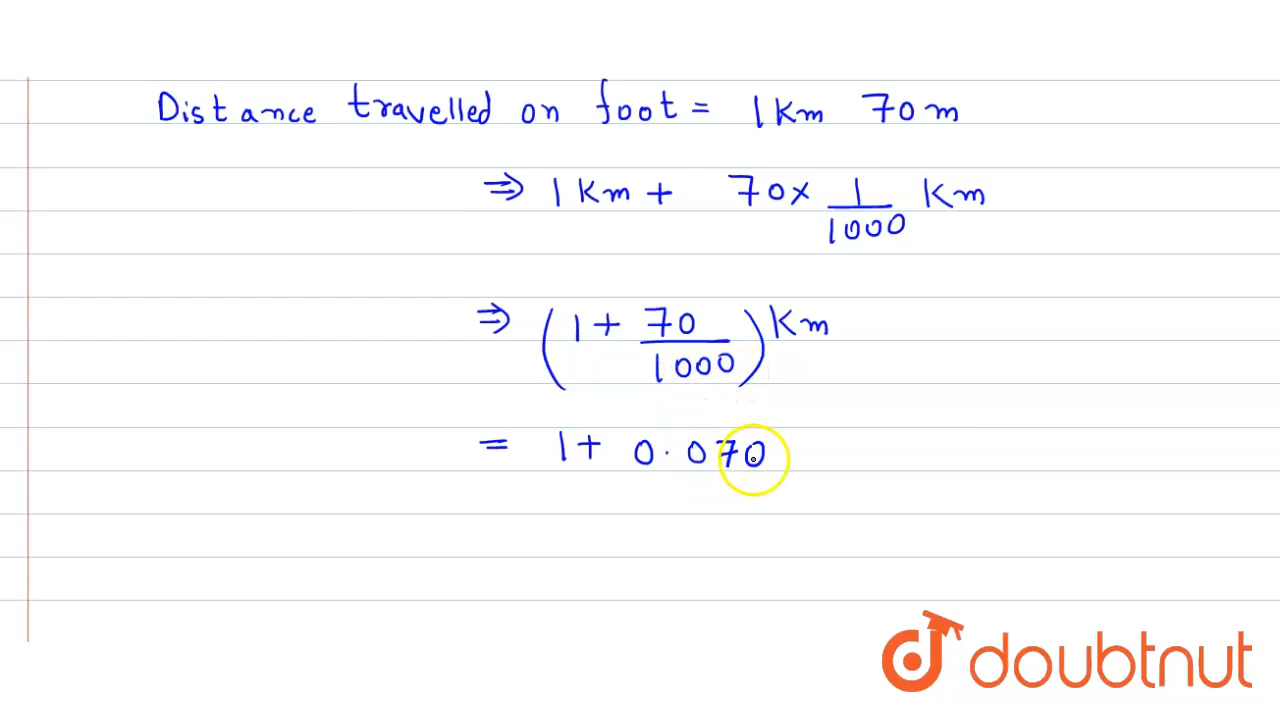 Distance travelled on foot = 1 Km 70 m
⇒ 1 Km + 70 × 1/1000 Km
⇒ (1 + 70/1000) Km
= 1 + 0.070
doubtnut